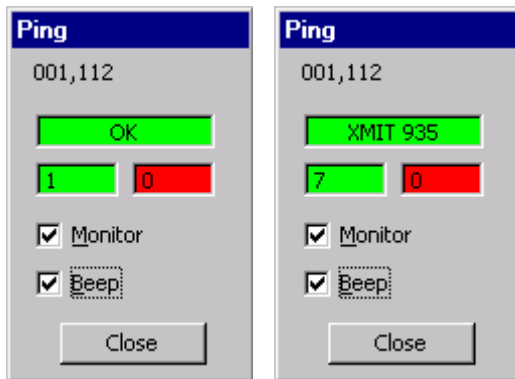 Ping
001,112
OK
1 0
Monitor
Beep
Close
Ping
001,112
XMIT 935
7 0
Monitor
Beep
Close